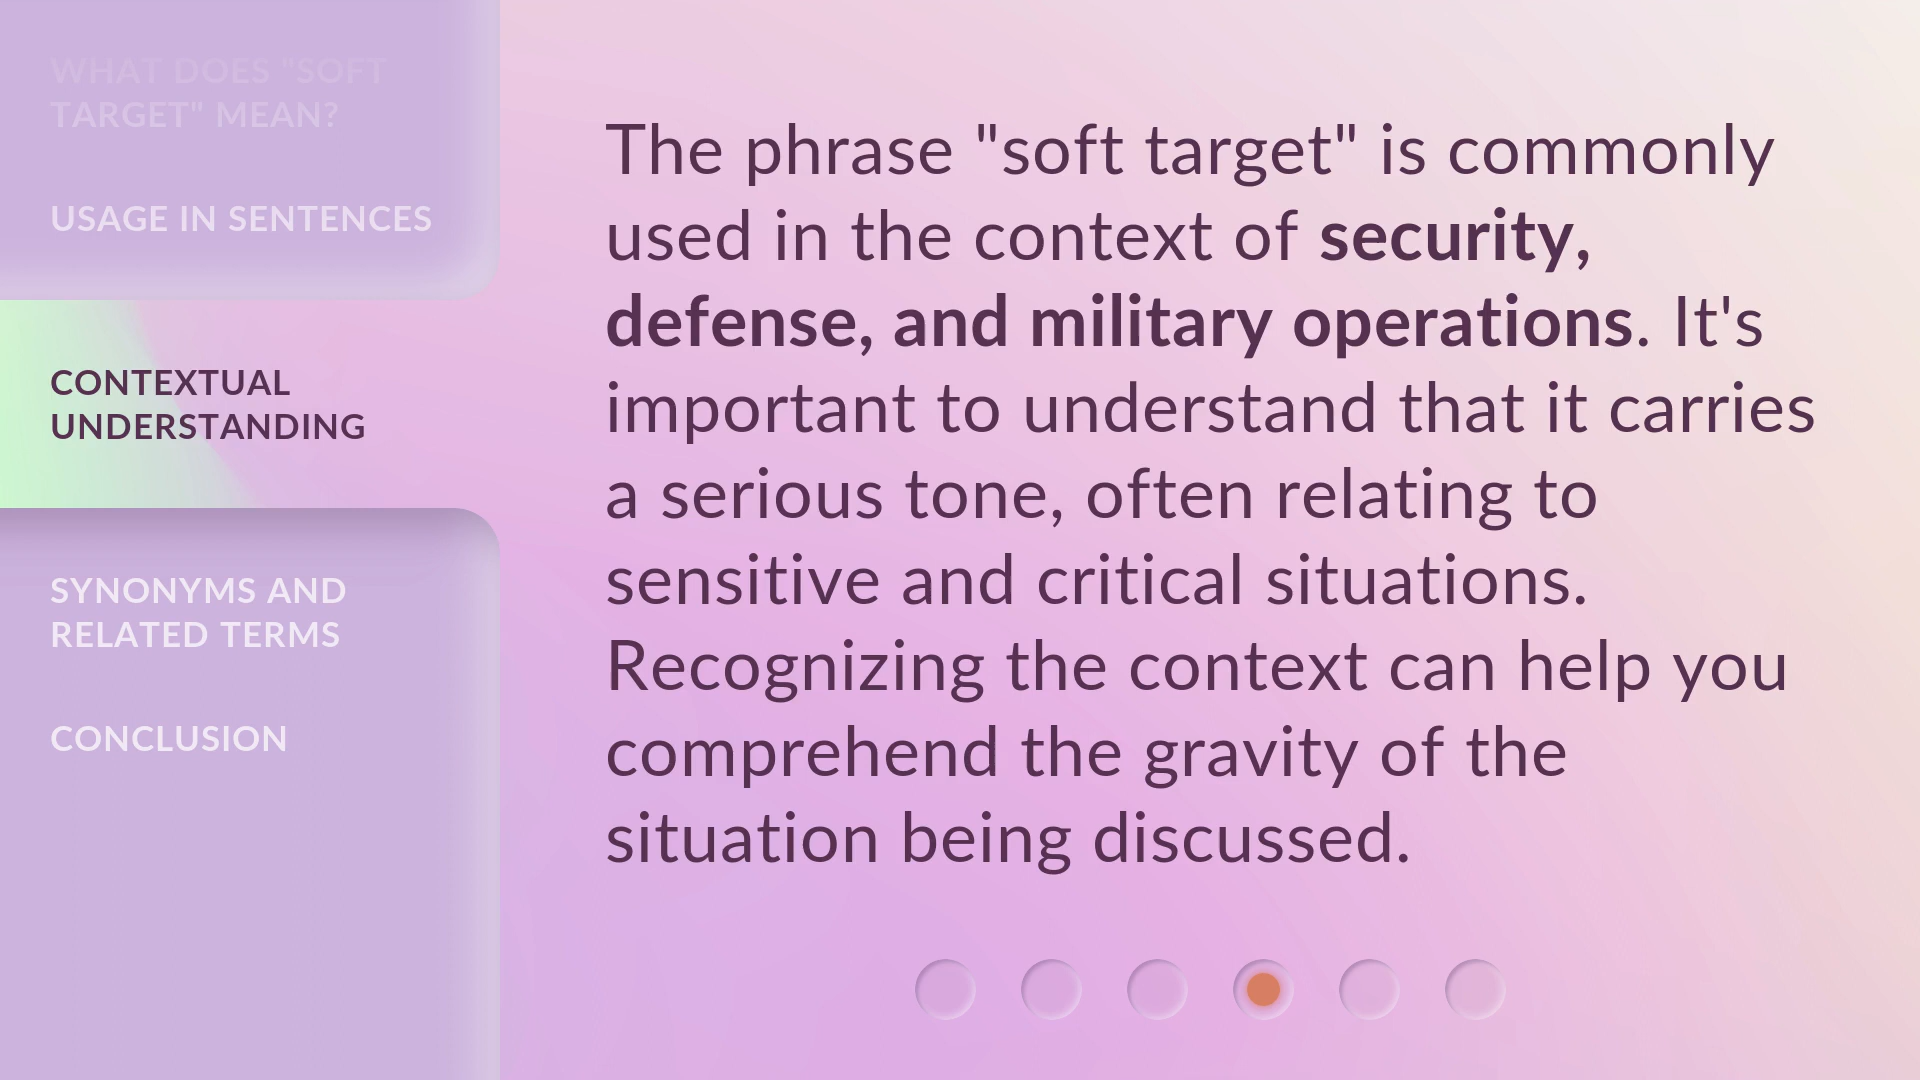 WHAT DOES "SOFT
TARGET" MEAN?
USAGE IN SENTENCES
CONTEXTUAL
UNDERSTANDING
SYNONYMS AND
RELATED TERMS
CONCLUSION
The phrase "soft target" is commonly
used in the context of security,
defense, and military operations. It's
important to understand that it carries
a serious tone, often relating to
sensitive and critical situations.
Recognizing the context can help you
comprehend the gravity of the
situation being discussed.